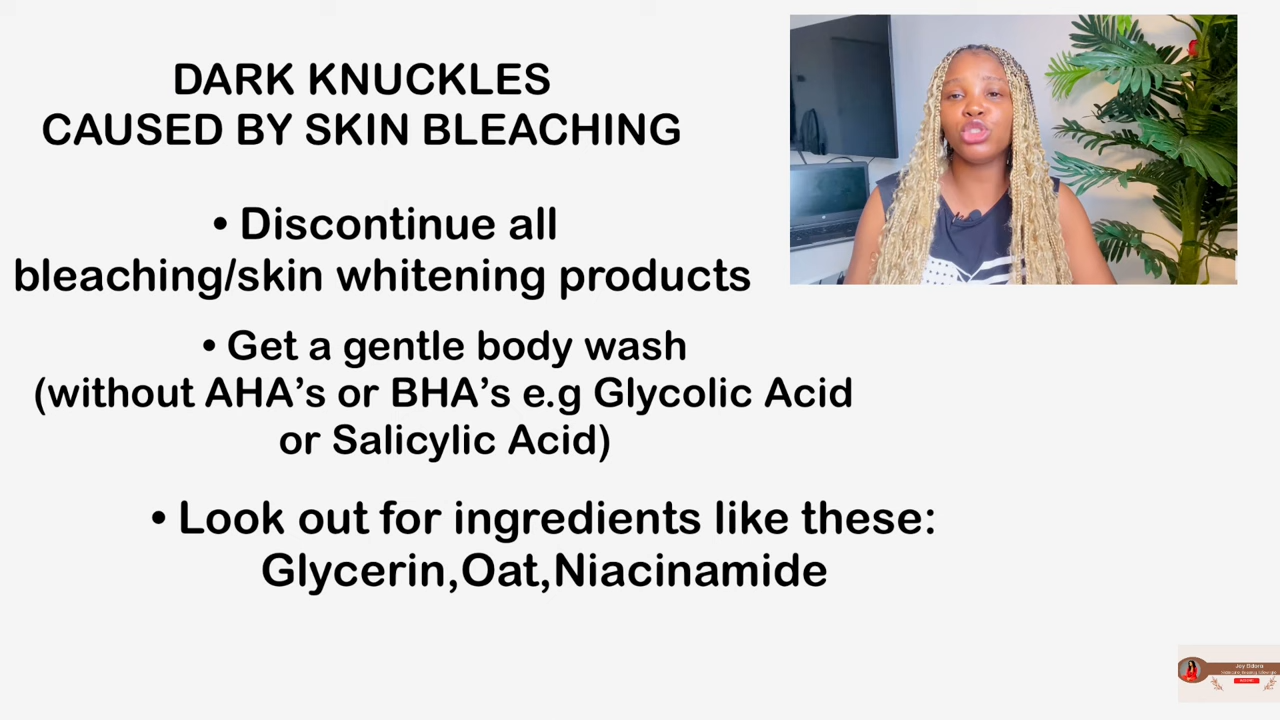 DARK KNUCKLES
CAUSED BY SKIN BLEACHING
• Discontinue all
bleaching/skin whitening products
• Get a gentle body wash
(without AHA’s or BHA’s e.g Glycolic Acid
or Salicylic Acid)
• Look out for ingredients like these:
Glycerin,Oat,Niacinamide